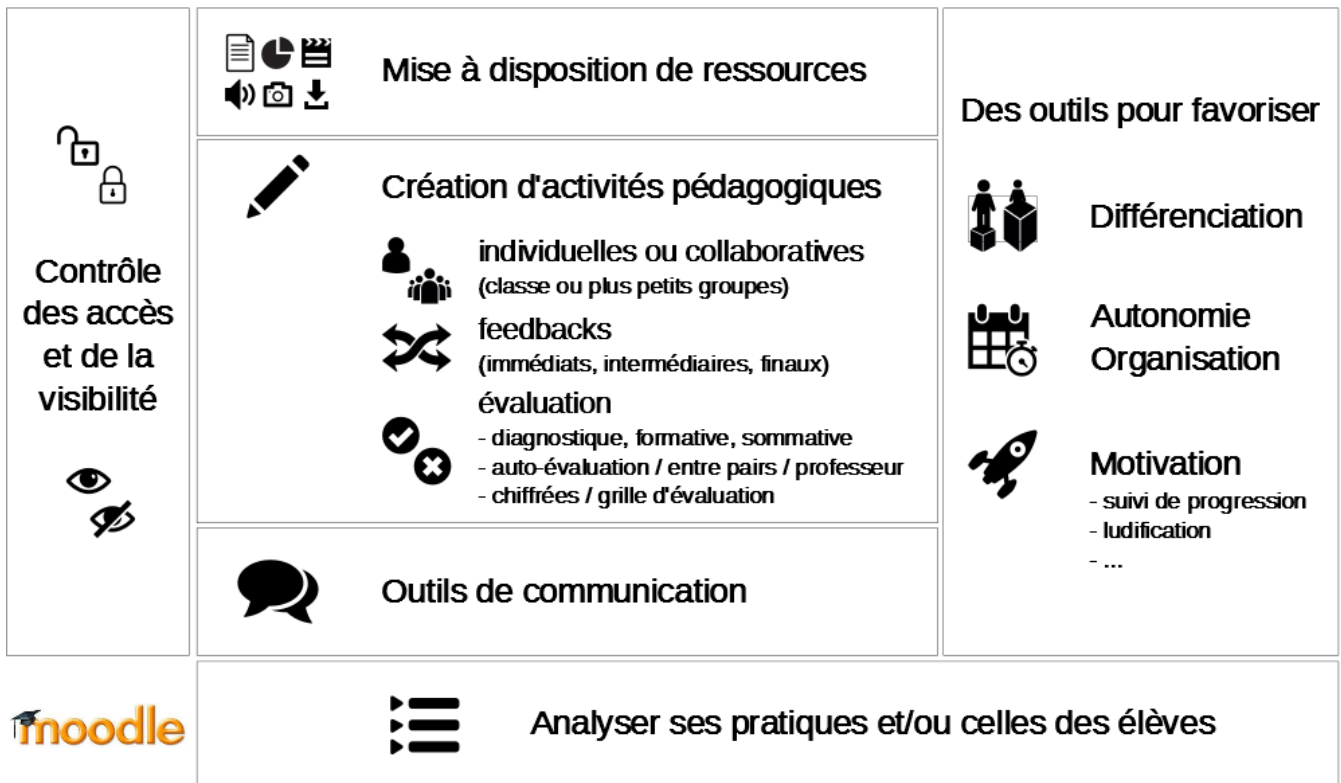 Contrôle
des accès
et de la
visibilité
Mise à disposition de ressources
Création d'activités pédagogiques
individuelles ou collaboratives
(classe ou plus petits groupes)
feedbacks
(immédiats, intermédiaires, finaux)
évaluation
- diagnostique, formative, sommative
- auto-évaluation / entre pairs / professeur
- chiffrées / grille d'évaluation
Outils de communication
Des outils pour favoriser
Différenciation
Autonomie
Organisation
Motivation
- suivi de progression
- ludification
- ...
moodle
Analyser ses pratiques et/ou celles des élèves